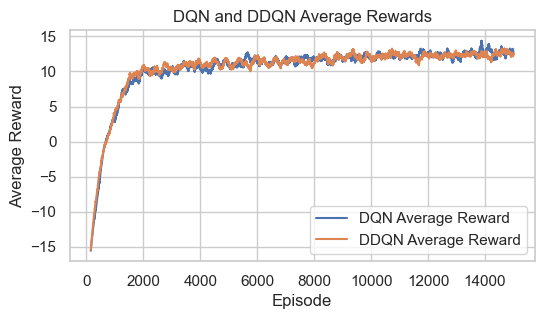 DQN and DDQN Average Rewards
15
10
5
0
−5
−10
−15
Average Reward
0 2000 4000 6000 8000 10000 12000 14000
Episode
DQN Average Reward
DDQN Average Reward